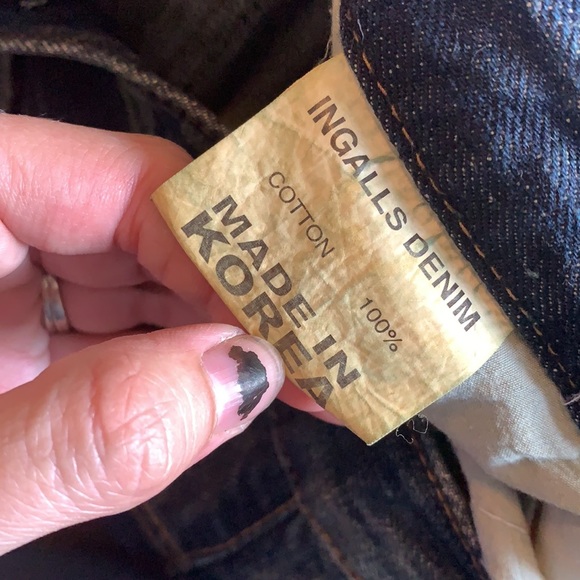 INGALLS DENIM
COTTON 100%
MADE IN
KOREA